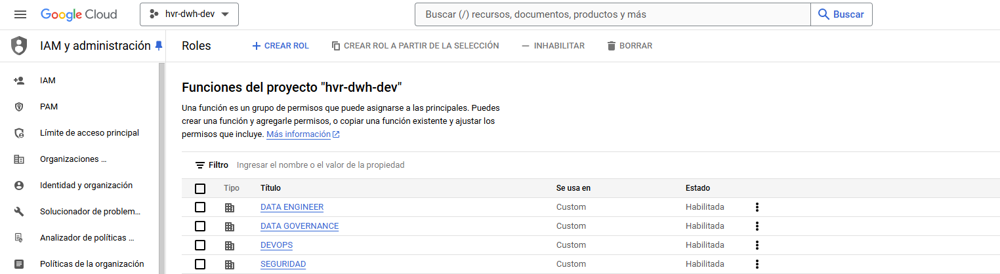 Google Cloud
hvr-dwh-dev
Buscar (/) recursos, documentos, productos y más
Buscar
IAM y administración
Roles
CREAR ROL
CREAR ROL A PARTIR DE LA SELECCIÓN
INHABILITAR
BORRAR
IAM
PAM
Límite de acceso principal
Organizaciones ...
Identidad y organización
Solucionador de problem...
Analizador de políticas ...
Políticas de la organización
Funciones del proyecto "hvr-dwh-dev"
Una función es un grupo de permisos que puede asignarse a las principales. Puedes
crear una función y agregarle permisos, o copiar una función existente y ajustar los
permisos que incluye. Más información
Filtro Ingresar el nombre o el valor de la propiedad
Tipo Título Se usa en Estado
DATA ENGINEER Custom Habilitada
DATA GOVERNANCE Custom Habilitada
DEVOPS Custom Habilitada
SEGURIDAD Custom Habilitada